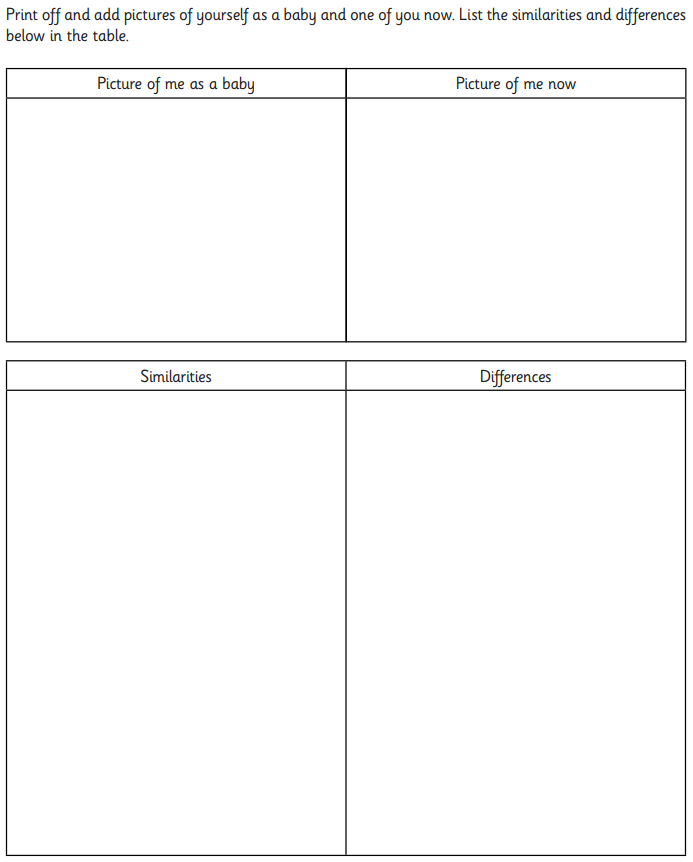 Print off and add pictures of yourself as a baby and one of you now. List the similarities and differences
below in the table.
Picture of me as a baby
Picture of me now
Similarities
Differences